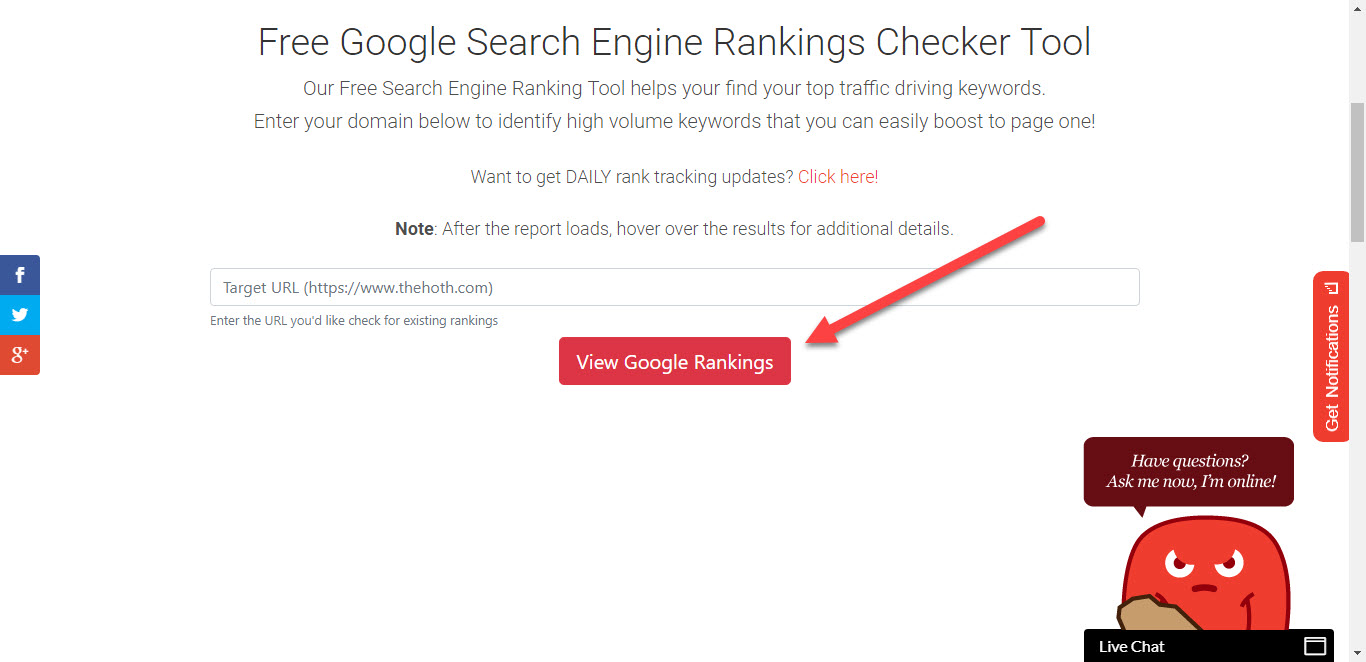 Free Google Search Engine Rankings Checker Tool
Our Free Search Engine Ranking Tool helps your find your top traffic driving keywords.
Enter your domain below to identify high volume keywords that you can easily boost to page one!
Want to get DAILY rank tracking updates? Click here!
Note: After the report loads, hover over the results for additional details.
Target URL (https://www.thehoth.com)
Enter the URL you'd like check for existing rankings
View Google Rankings
f
g+
Get Notifications
Have questions?
Ask me now, I'm online!
Live Chat